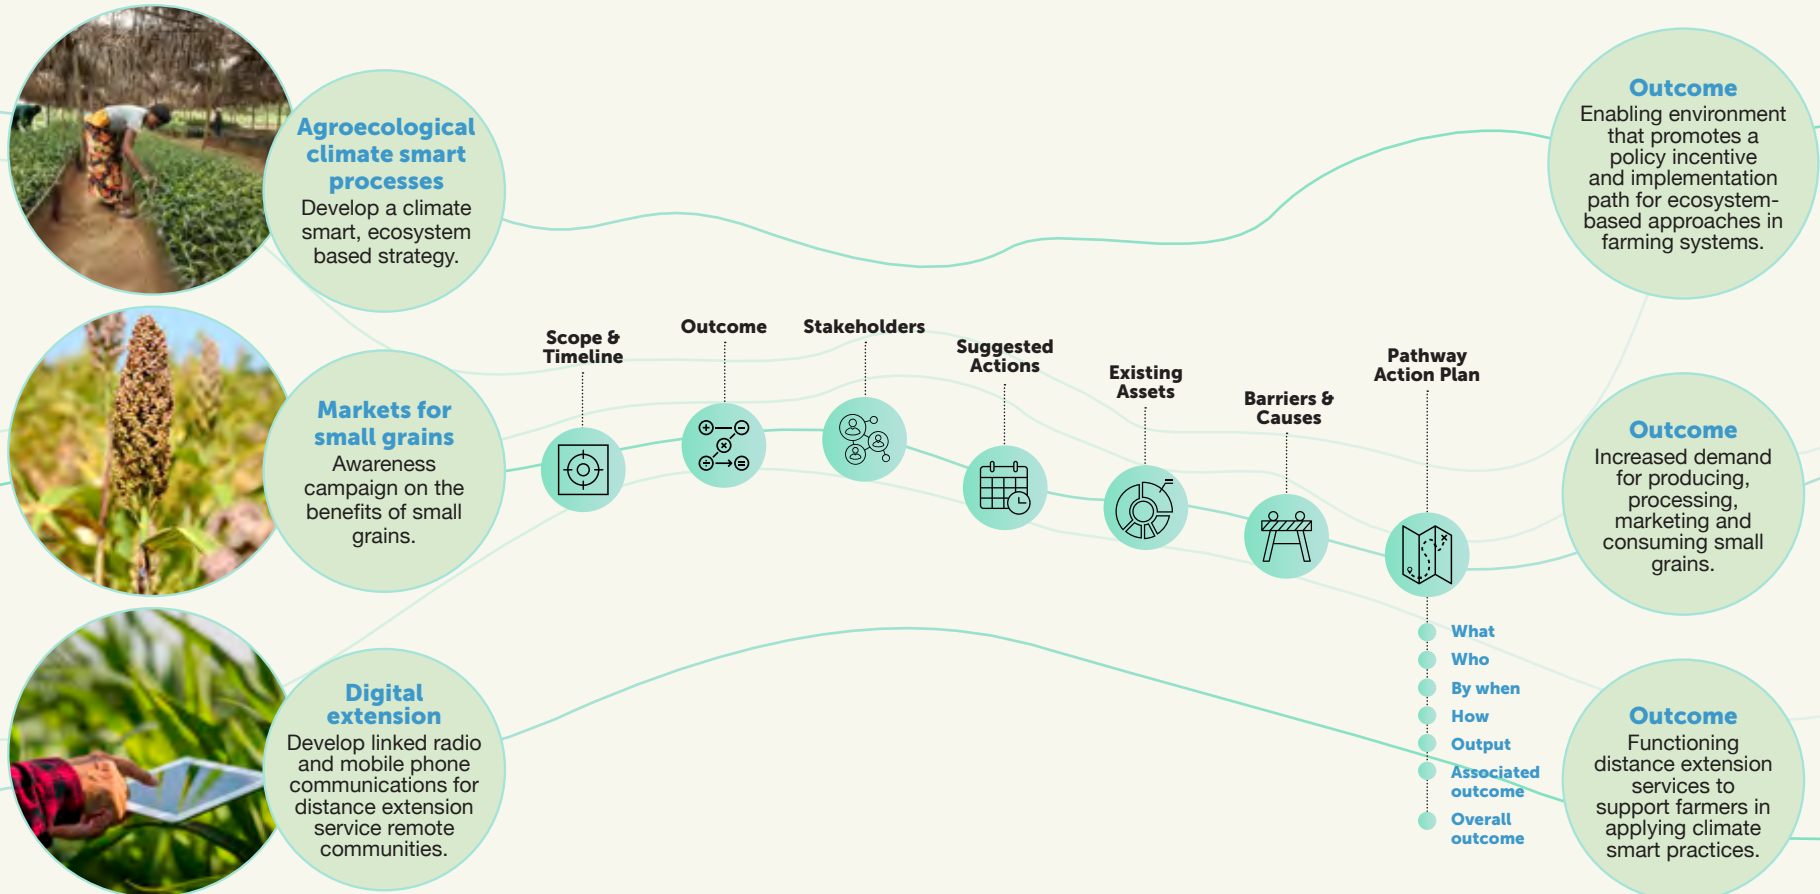 Agroecological
climate smart
processes
Develop a climate
smart, ecosystem
based strategy.
Outcome
Enabling environment
that promotes a
policy incentive
and implementation
path for ecosystem-
based approaches in
farming systems.
Markets for
small grains
Awareness
campaign on the
benefits of small
grains.
Scope &
Timeline
Outcome
Stakeholders
Suggested
Actions
Existing
Assets
Barriers &
Causes
Pathway
Action Plan
What
Who
By when
How
Output
Associated
outcome
Overall
outcome
Outcome
Increased demand
for producing,
processing,
marketing and
consuming small
grains.
Digital
extension
Develop linked radio
and mobile phone
communications for
distance extension
service remote
communities.
Outcome
Functioning
distance extension
services to
support farmers in
applying climate
smart practices.